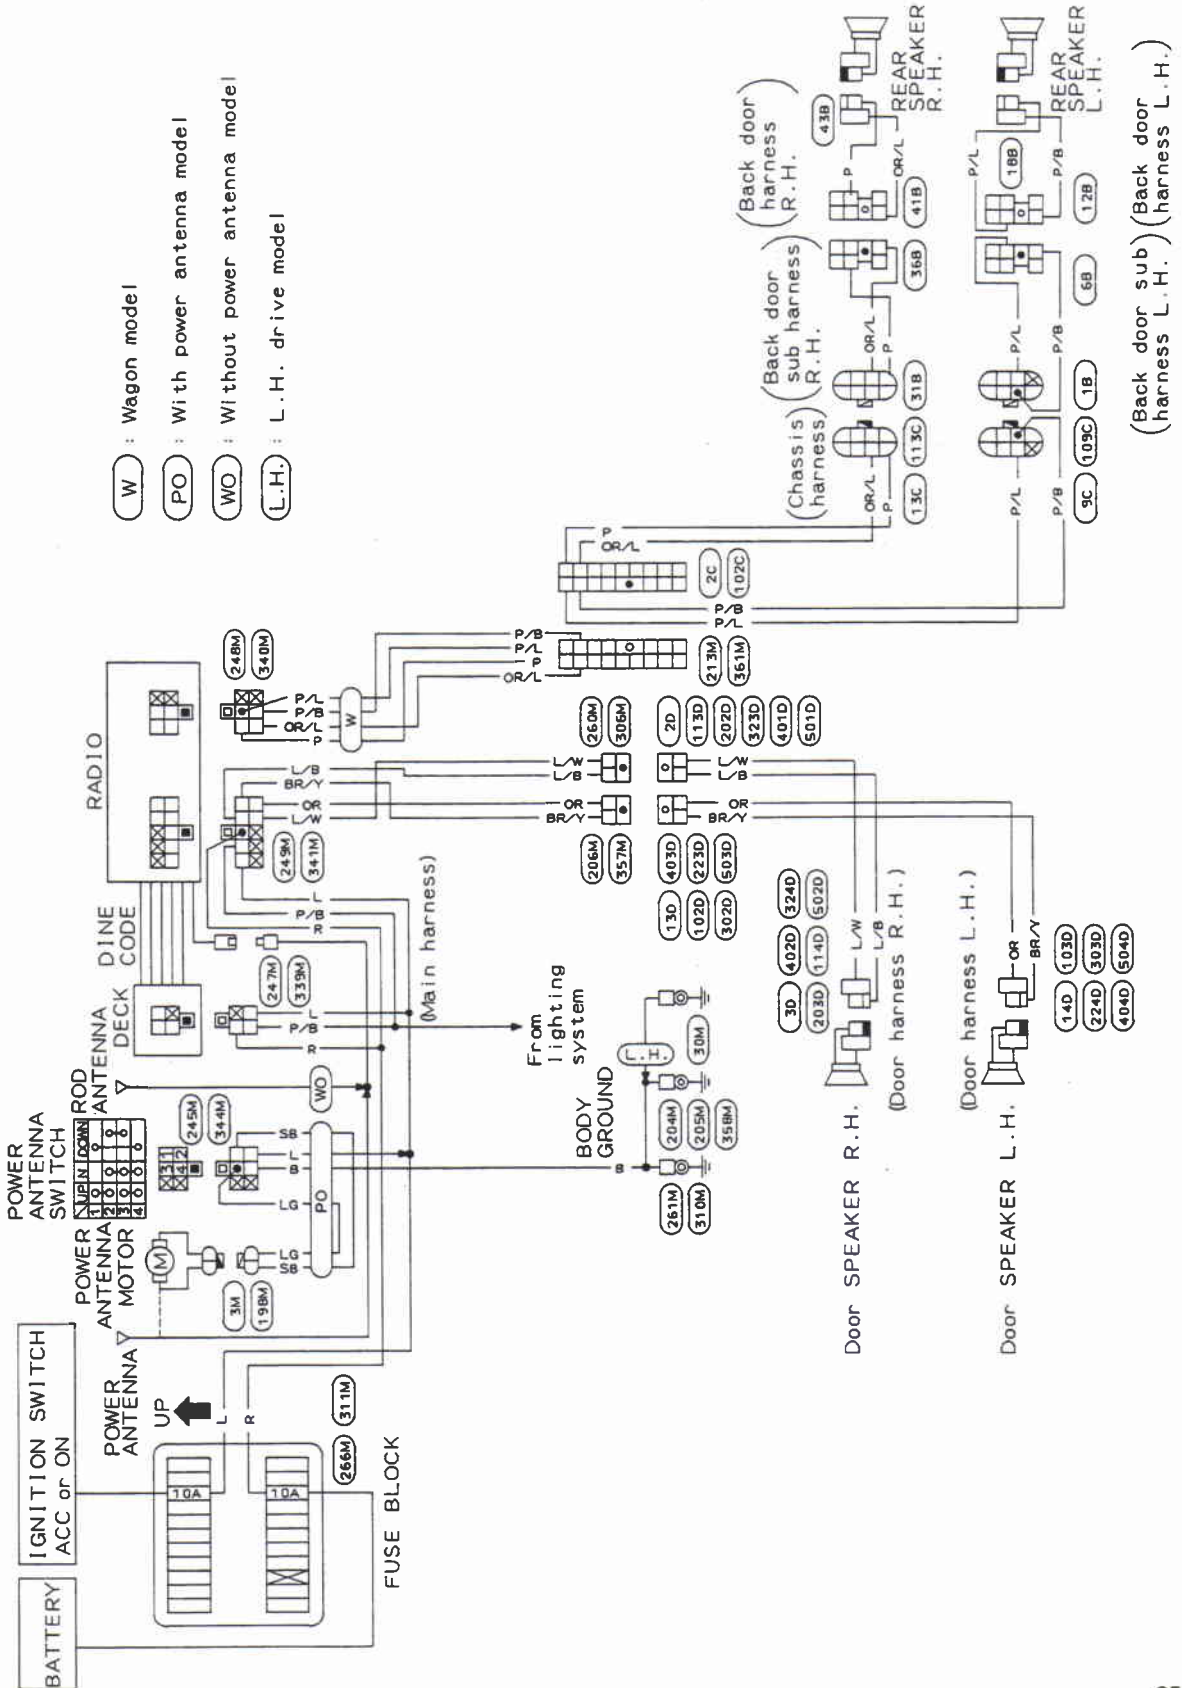 BATTERY
IGNITION SWITCH
ACC or ON
FUSE BLOCK
10A
10A
UP
L
R
266M
311M
POWER
ANTENNA
POWER
ANTENNA
MOTOR
M
3M
198M
LG
SB
POWER
ANTENNA
SWITCH
UP N DOWN
1
2
3
4
3 1
4 2
245M
344M
SB
L
B
LG
PO
ROD
ANTENNA
WO
DECK
DINE
CODE
RADIO
247M
339M
L
P/B
R
249M
341M
L
P/B
R
L/B
BR/Y
OR
L/W
248M
340M
P/L
P/B
OR/L
P
W
(Main harness)
From
lighting
system
BODY
GROUND
B
L.H.
261M
310M
204M
205M
358M
30M
P/B
P/L
P
OR/L
213M
361M
2C
102C
P
OR/L
P/B
P/L
260M
306M
L/W
L/B
OR
BR/Y
206M
357M
2D
113D
202D
323D
401D
501D
L/W
L/B
OR
BR/Y
403D
223D
503D
13D
102D
302D
3D
402D
324D
203D
114D
502D
L/W
L/B
(Door harness R.H.)
Door SPEAKER R.H.
(Door harness L.H.)
OR
BR/Y
14D
103D
224D
303D
404D
504D
Door SPEAKER L.H.
W : Wagon model
PO : With power antenna model
WO : Without power antenna model
L.H. : L.H. drive model
(Chassis
harness)
OR/L
P
13C
113C
31B
(Back door
sub harness
R.H.)
OR/L
P
36B
41B
(Back door
harness
R.H.)
P
OR/L
43B
REAR
SPEAKER
R.H.
P/L
P/B
9C
109C
1B
P/L
P/B
6B
12B
P/L
18B
P/B
REAR
SPEAKER
L.H.
(Back door sub
harness L.H.)
(Back door
harness L.H.)